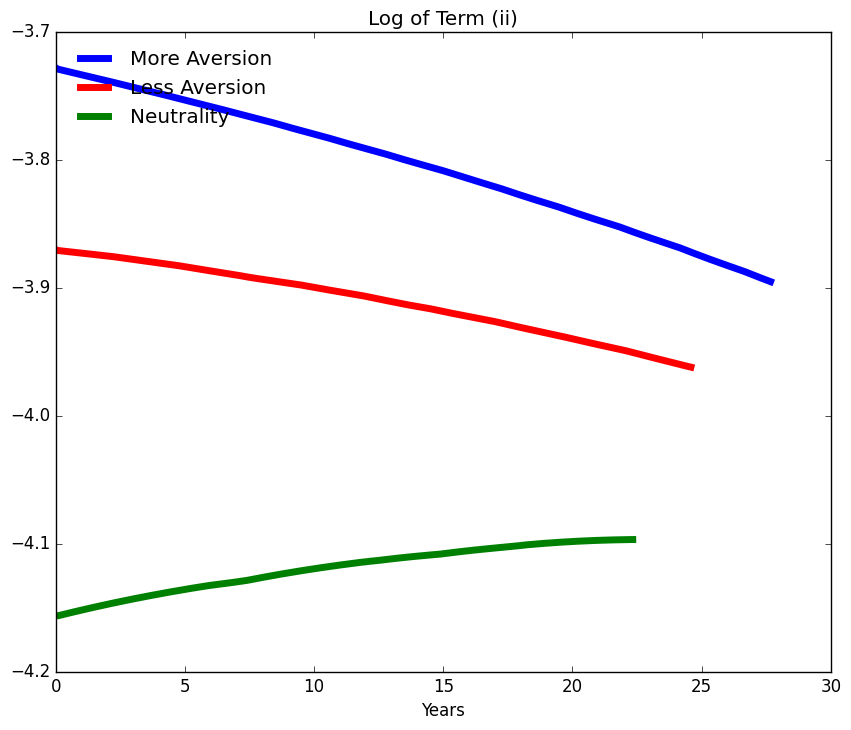 Log of Term (ii)
−3.7
More Aversion
Less Aversion
Neutrality
−3.8
−3.9
−4.0
−4.1
−4.2
0 5 10 15 20 25 30
Years